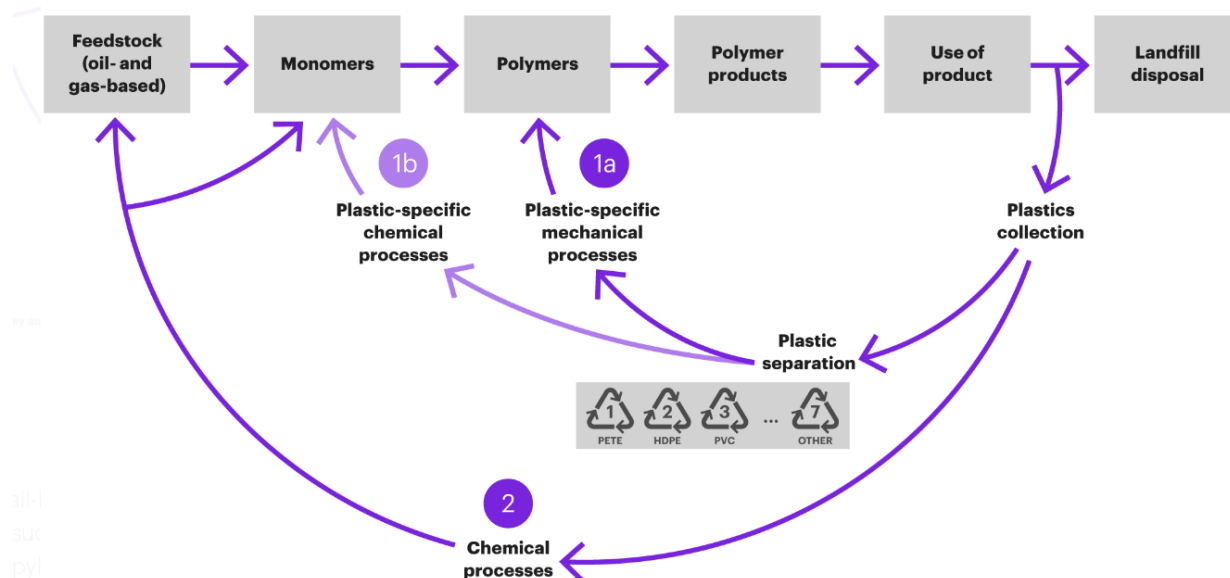 Feedstock
(oil- and
gas-based)
Monomers
Polymers
Polymer
products
Use of
product
Landfill
disposal
1b
1a
Plastic-specific
chemical
processes
Plastic-specific
mechanical
processes
Plastics
collection
Plastic
separation
1
2
3
...
7
PETE
HDPE
PVC
OTHER
2
Chemical
processes